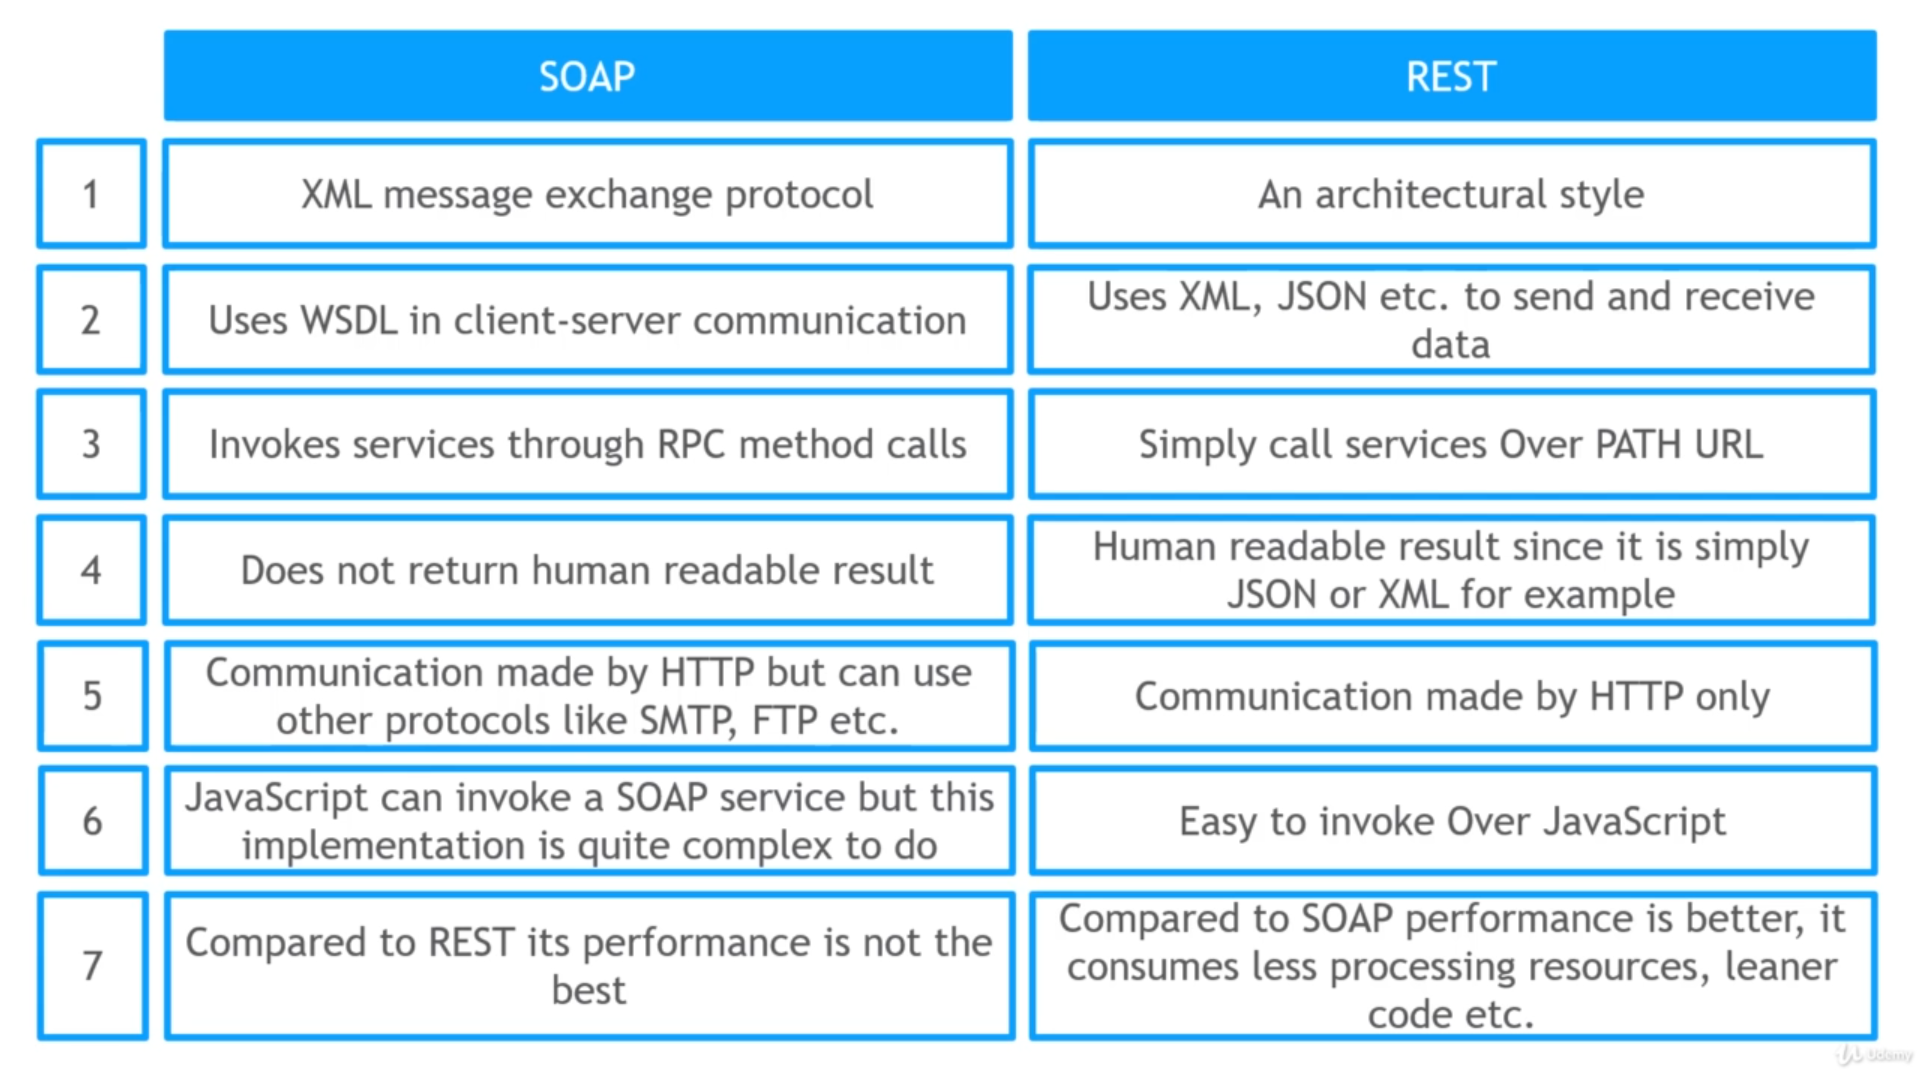 SOAP
REST
1
XML message exchange protocol
An architectural style
2
Uses WSDL in client-server communication
Uses XML, JSON etc. to send and receive
data
3
Invokes services through RPC method calls
Simply call services Over PATH URL
4
Does not return human readable result
Human readable result since it is simply
JSON or XML for example
5
Communication made by HTTP but can use
other protocols like SMTP, FTP etc.
Communication made by HTTP only
6
JavaScript can invoke a SOAP service but this
implementation is quite complex to do
Easy to invoke Over JavaScript
7
Compared to REST its performance is not the
best
Compared to SOAP performance is better, it
consumes less processing resources, leaner
code etc.
Udemy